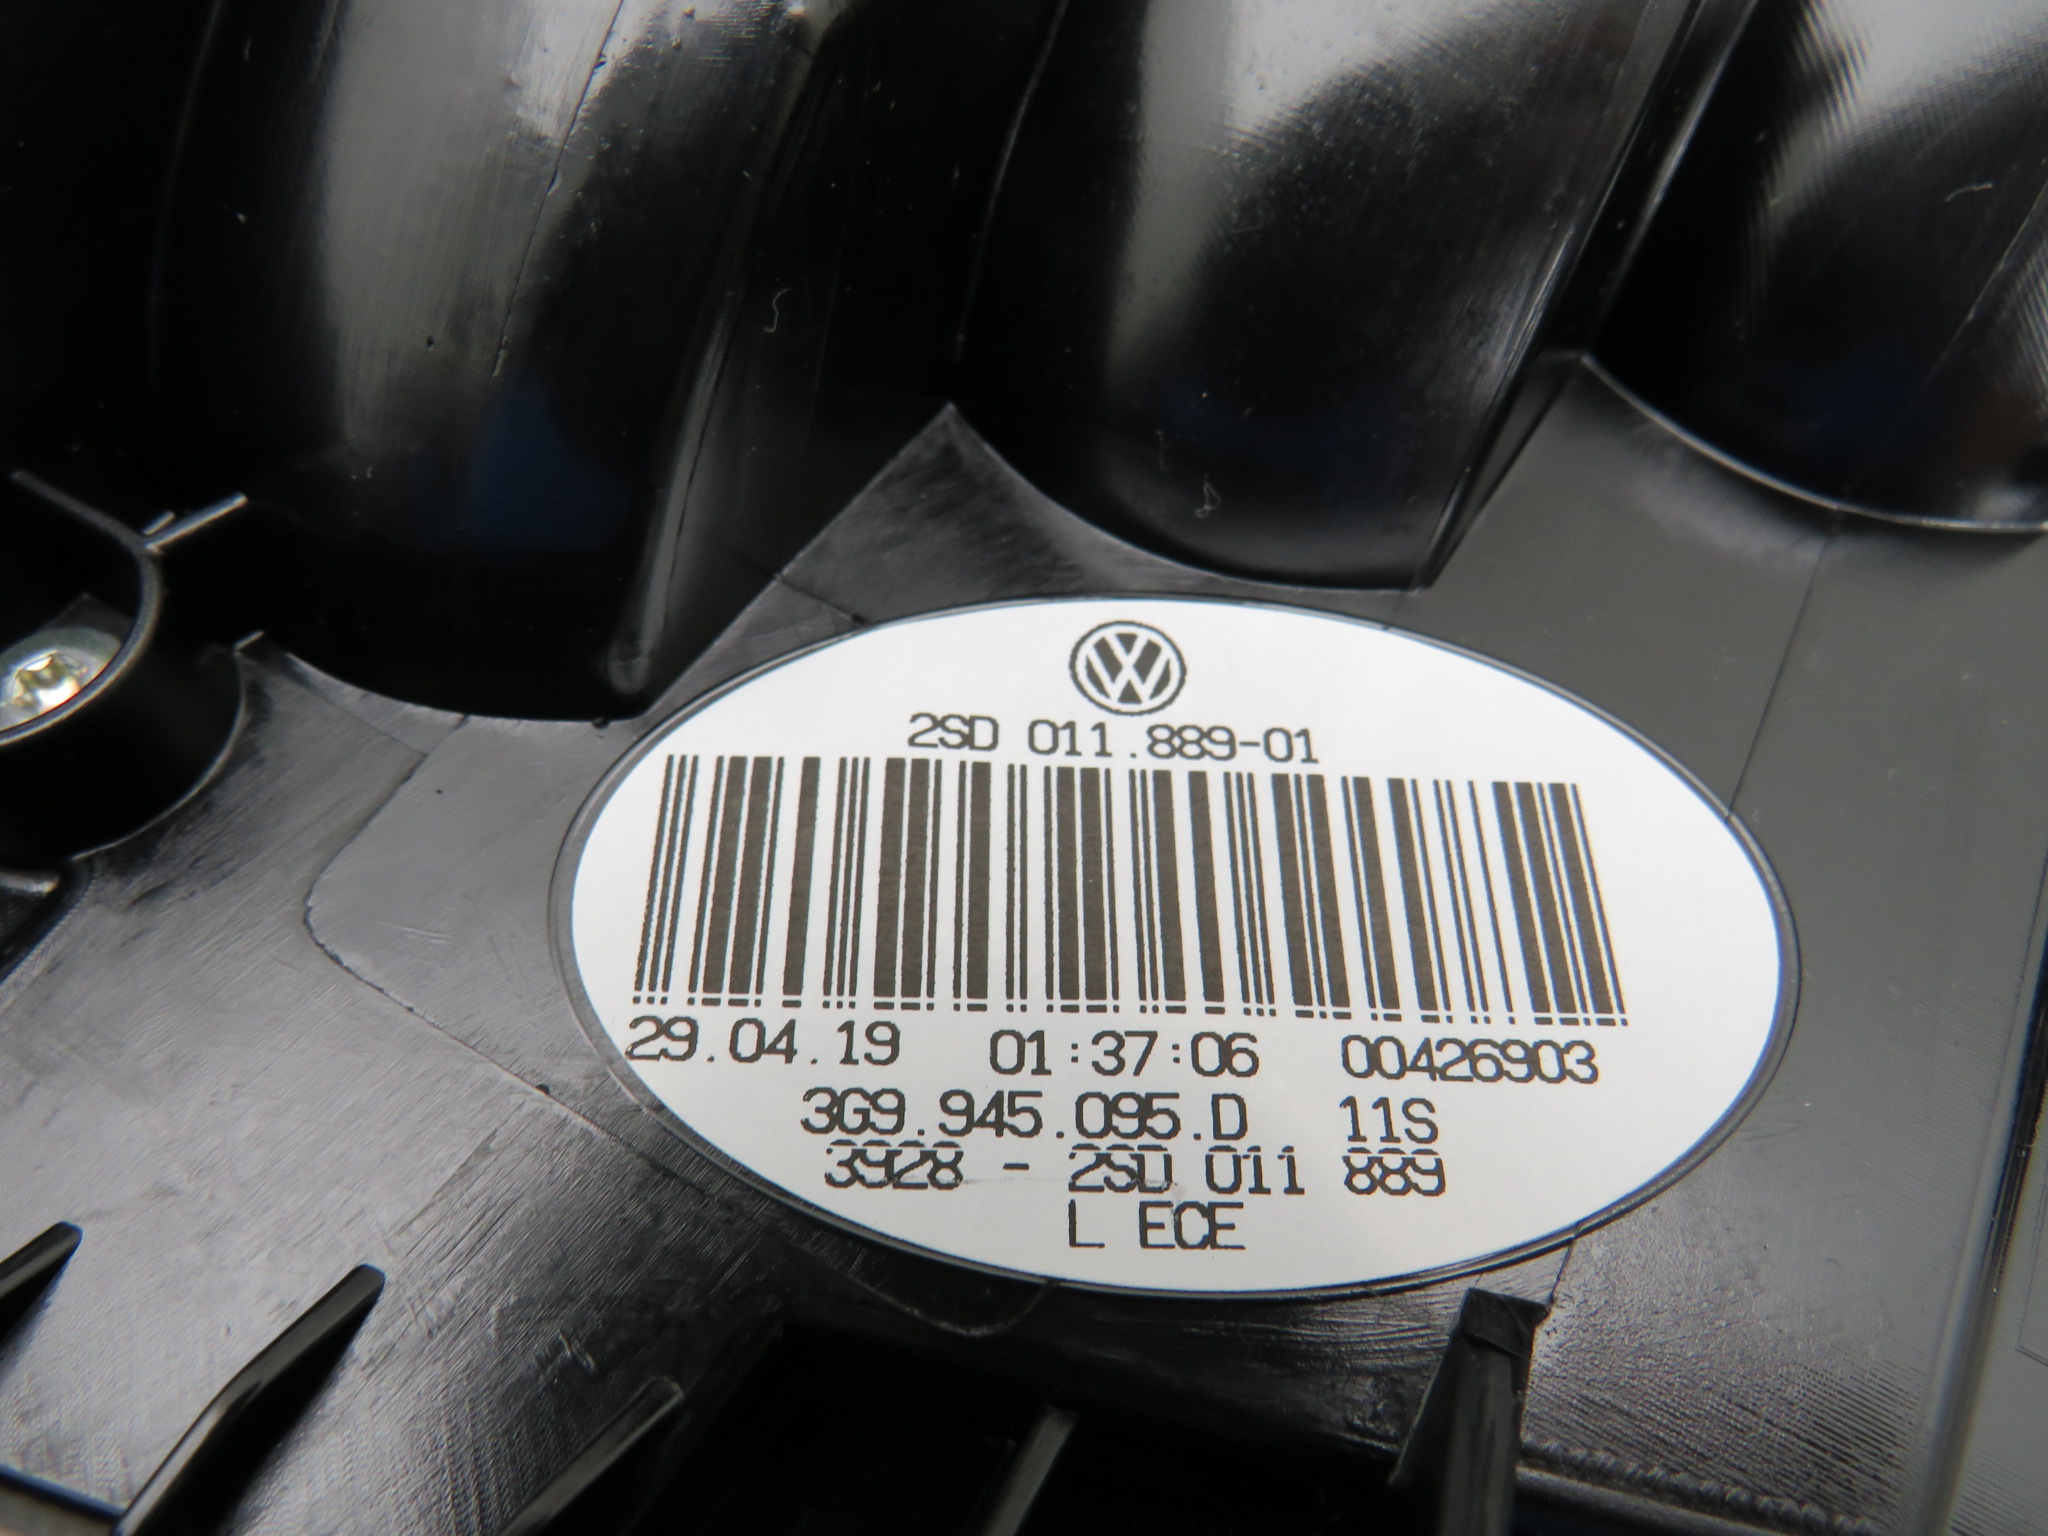 2SD 011.889-01
29.04.19 01:37:06 00426903
3G9.945.095.D 11S
3928 - 2SD 011 889
L ECE